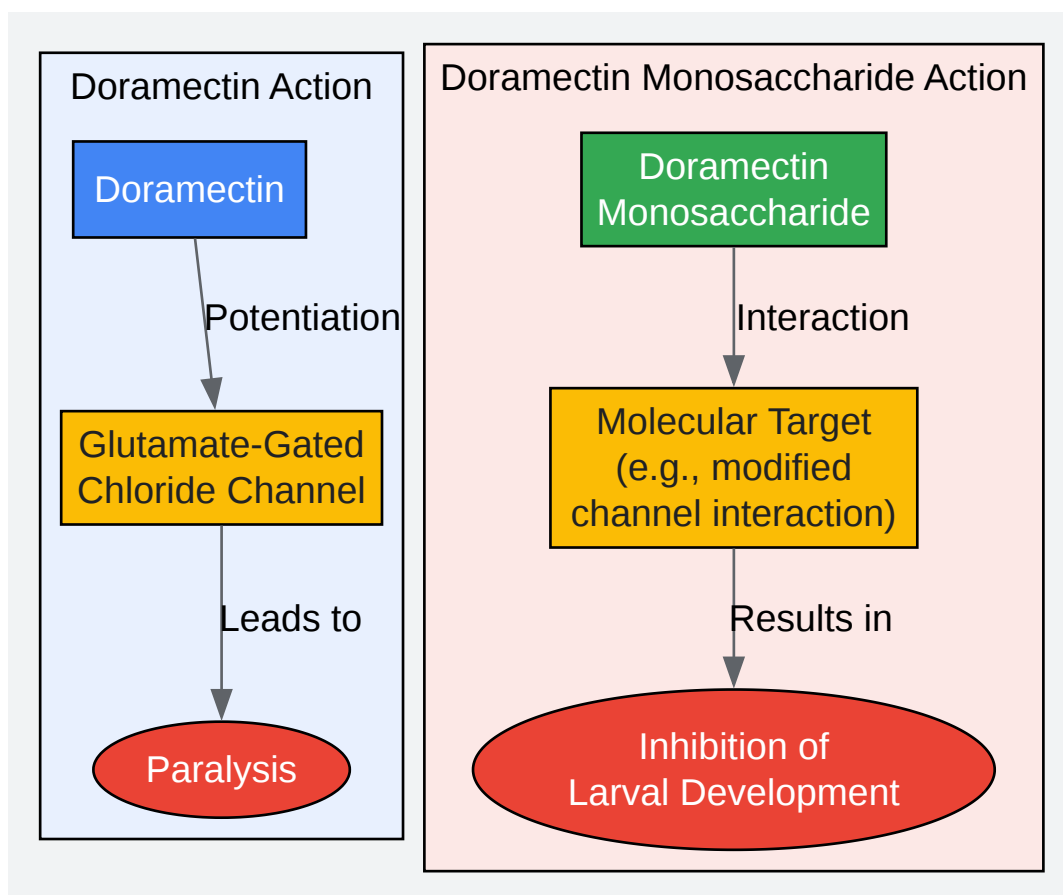 Doramectin Action
Doramectin
Potentiation
Glutamate-Gated
Chloride Channel
Leads to
Paralysis
Doramectin Monosaccharide Action
Doramectin
Monosaccharide
Interaction
Molecular Target
(e.g., modified
channel interaction)
Results in
Inhibition of
Larval Development